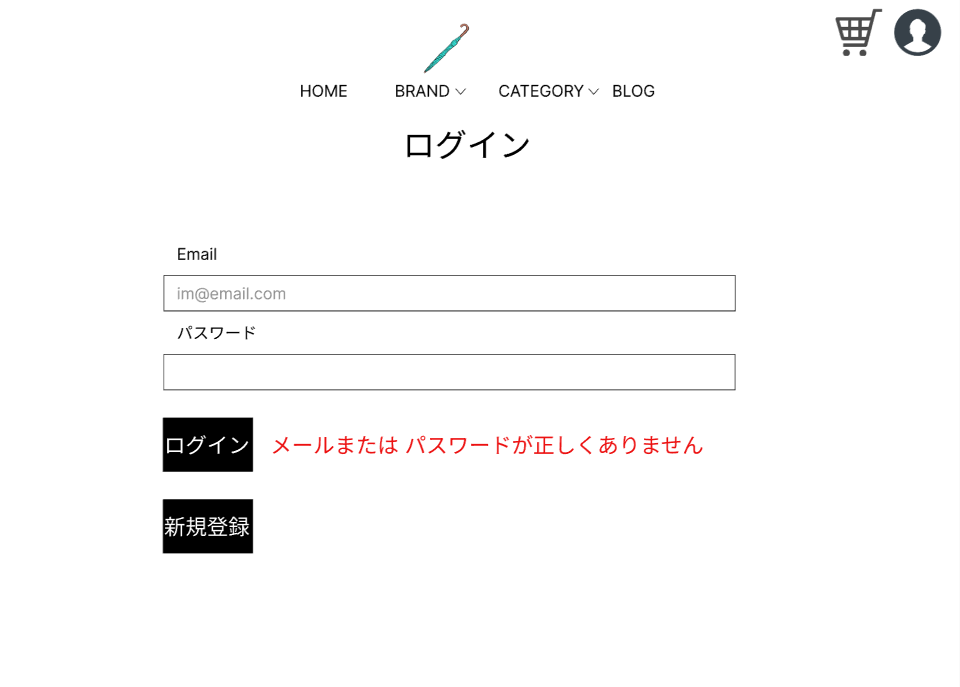 HOME BRAND CATEGORY BLOG
ログイン
Email
im@email.com
パスワード
ログイン メールまたは パスワードが正しくありません
新規登録